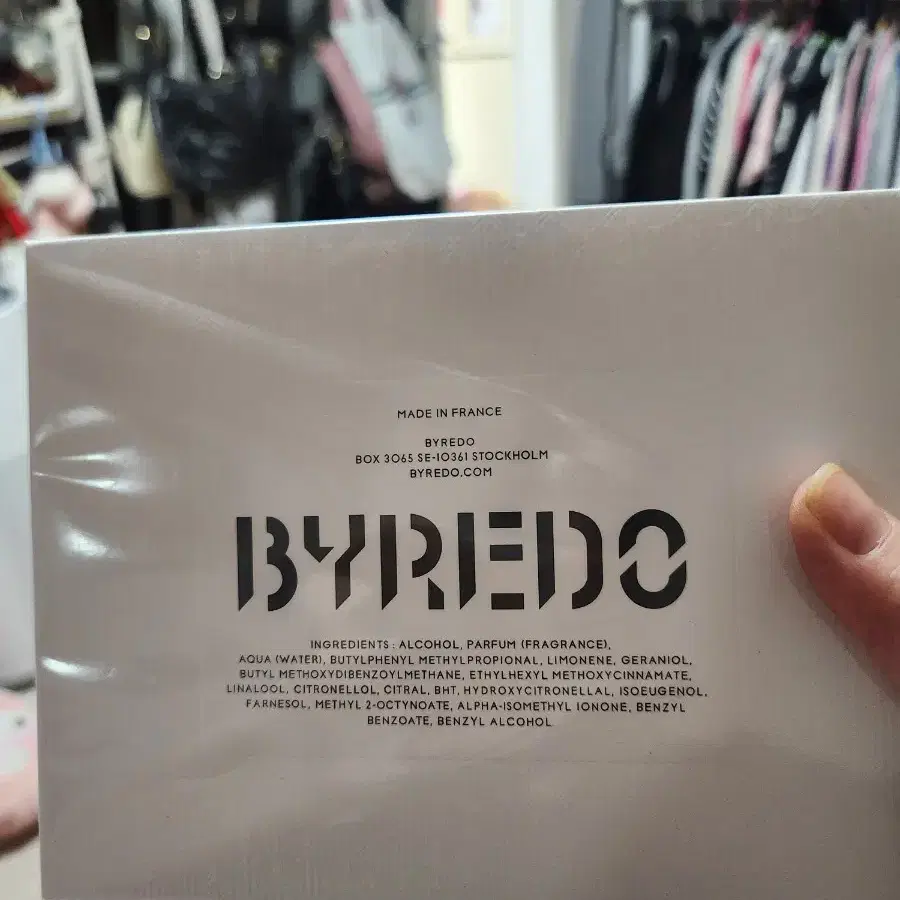 MADE IN FRANCE
BYREDO
BOX 3065 SE-10361 STOCKHOLM
BYREDO.COM
BYREDO
INGREDIENTS : ALCOHOL, PARFUM (FRAGRANCE),
AQUA (WATER), BUTYLPHENYL METHYLPROPIONAL, LIMONENE, GERANIOL,
BUTYL METHOXYDIBENZOYLMETHANE, ETHYLHEXYL METHOXYCINNAMATE,
LINALOOL, CITRONELLOL, CITRAL, BHT, HYDROXYCITRONELLAL, ISOEUGENOL,
FARNESOL, METHYL 2-OCTYNOATE, ALPHA-ISOMETHYL IONONE, BENZYL
BENZOATE, BENZYL ALCOHOL